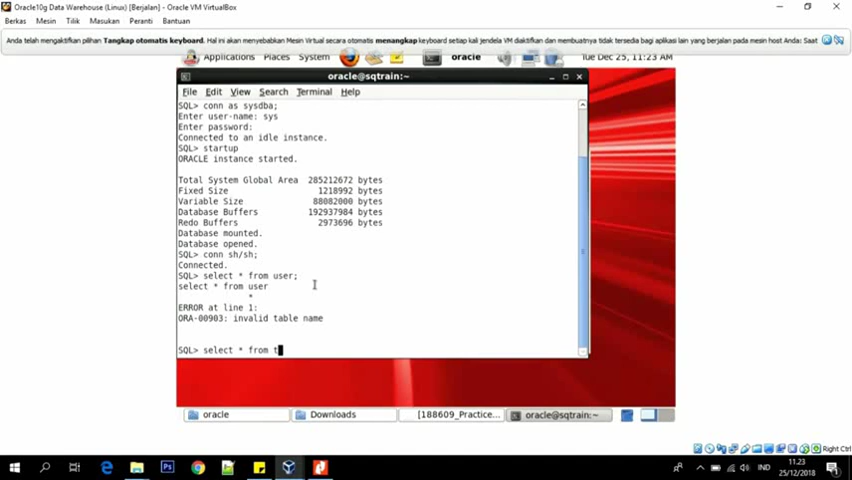 Oracle10g Data Warehouse (Linux) [Berjalan] - Oracle VM VirtualBox
Berkas Mesin Tilik Masukan Peranti Bantuan
Anda telah mengaktifkan pilihan Tangkap otomatis keyboard. Hal ini akan menyebabkan Mesin Virtual secara otomatis menangkap keyboard setiap kali jendela VM diaktifkan dan membuatnya tidak tersedia bagi aplikasi lain yang berjalan pada mesin host Anda: Saat
Applications Places System oracle Tue Dec 25, 11:23 AM
oracle@sqtrain:~
File Edit View Search Terminal Help
SQL> conn as sysdba;
Enter user-name: sys
Enter password:
Connected to an idle instance.
SQL> startup
ORACLE instance started.
Total System Global Area 285212672 bytes
Fixed Size 1218992 bytes
Variable Size 88082000 bytes
Database Buffers 192937984 bytes
Redo Buffers 2973696 bytes
Database mounted.
Database opened.
SQL> conn sh/sh;
Connected.
SQL> select * from user;
select * from user
*
ERROR at line 1:
ORA-00903: invalid table name
SQL> select * from t
oracle Downloads [188609_Practice... oracle@sqtrain:~
Right Ctrl
IND 11.23
25/12/2018